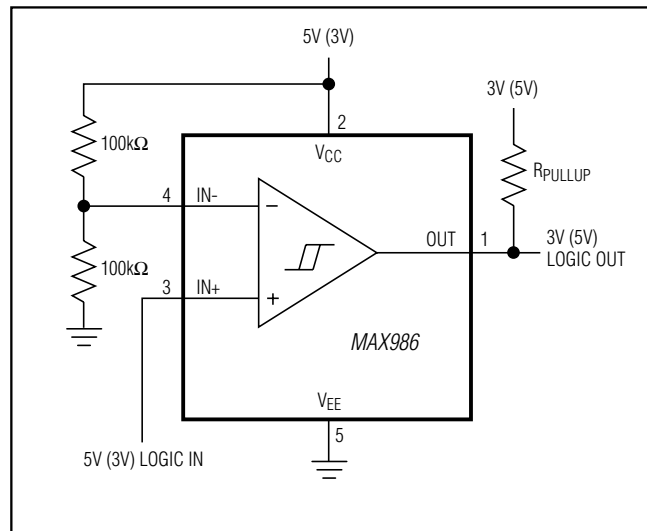 5V (3V)
3V (5V)
2
100kΩ
VCC
RPULLUP
4
IN-
−
OUT
1
3V (5V)
LOGIC OUT
100kΩ
3
IN+
+
MAX986
VEE
5
5V (3V) LOGIC IN